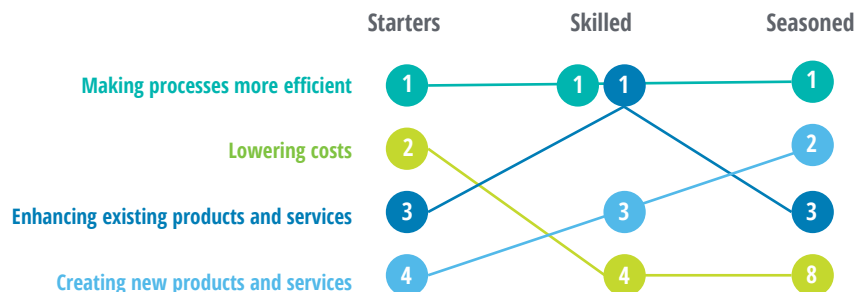 Starters Skilled Seasoned
Making processes more efficient 1 1 1 1
Lowering costs 2 2
Enhancing existing products and services 3 3 3
Creating new products and services 4 4 8